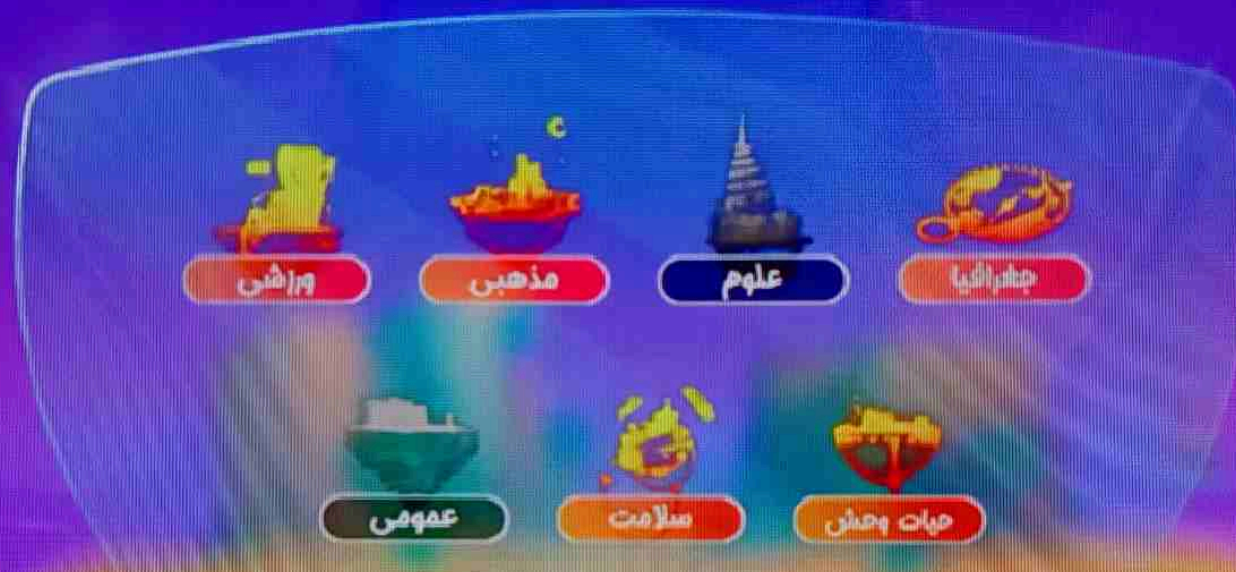 جغرافیا
علوم
مذهبی
ورزشی
حیات وحش
سلامت
عمومی